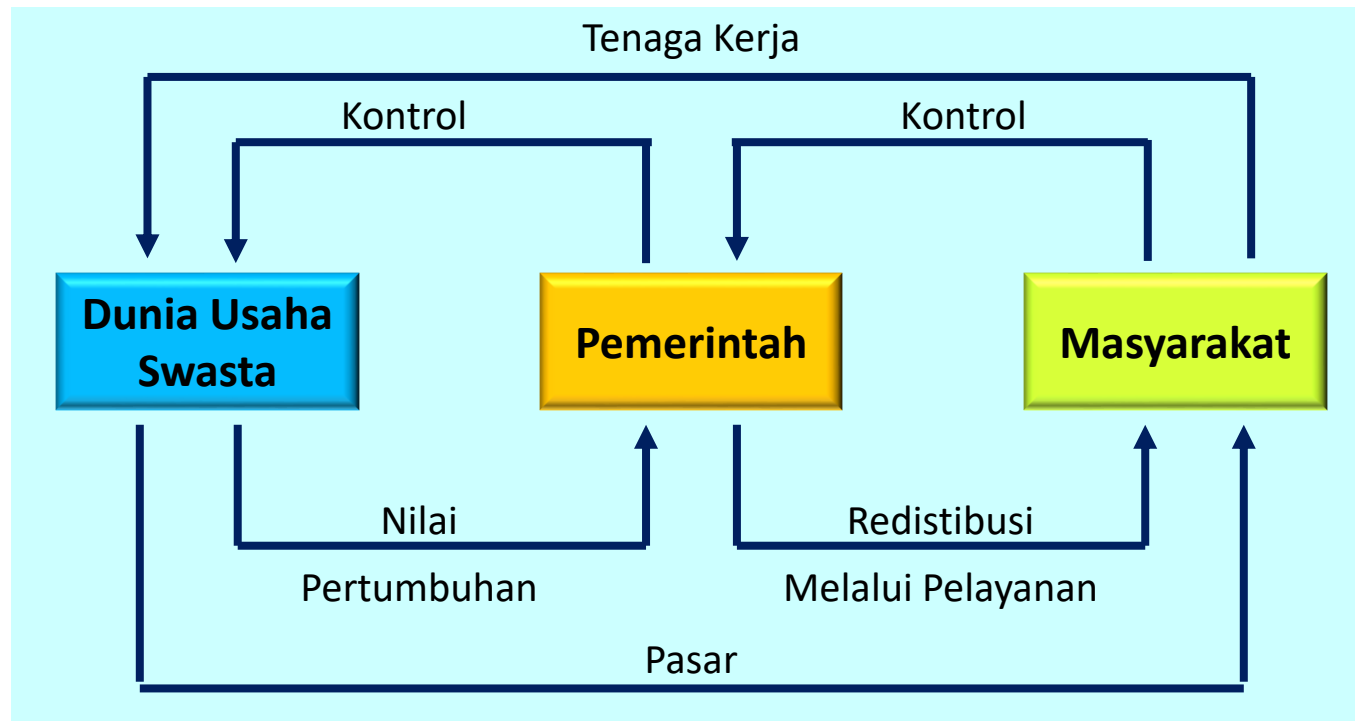 Tenaga Kerja
Kontrol
Kontrol
Dunia Usaha
Swasta
Pemerintah
Masyarakat
Nilai
Redistibusi
Pertumbuhan
Melalui Pelayanan
Pasar